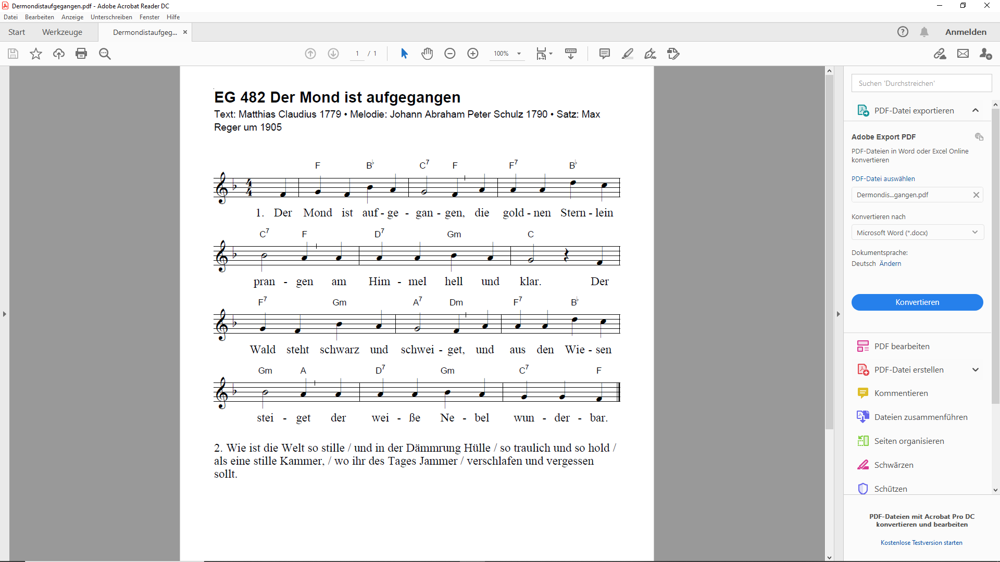 Dermondistaufgegangen.pdf - Adobe Acrobat Reader DC
Datei Bearbeiten Anzeige Unterschreiben Fenster Hilfe
Start Werkzeuge Dermondistaufgeg... × Anmelden
1 / 1 100%
EG 482 Der Mond ist aufgegangen
Text: Matthias Claudius 1779 • Melodie: Johann Abraham Peter Schulz 1790 • Satz: Max
Reger um 1905
F B♭ C7 F F7 B♭
4
4
1. Der Mond ist auf - ge - gan - gen, die gold - nen Stern - lein
C7 F D7 Gm C
pran - gen am Him - mel hell und klar. Der
F7 Gm A7 Dm F7 B♭
Wald steht schwarz und schwei - get, und aus den Wie - sen
Gm A D7 Gm C7 F
stei - get der wei - ße Ne - bel wun - der - bar.
2. Wie ist die Welt so stille / und in der Dämmrung Hülle / so traulich und so hold /
als eine stille Kammer, / wo ihr des Tages Jammer / verschlafen und vergessen
sollt.
Suchen 'Durchstreichen'
PDF-Datei exportieren
Adobe Export PDF
PDF-Dateien in Word oder Excel Online
konvertieren
PDF-Datei auswählen
Dermondis...gangen.pdf
Konvertieren nach
Microsoft Word (*.docx)
Dokumentsprache:
Deutsch Ändern
Konvertieren
PDF bearbeiten
PDF-Datei erstellen
Kommentieren
Dateien zusammenführen
Seiten organisieren
Schwärzen
Schützen
PDF-Dateien mit Acrobat Pro DC
konvertieren und bearbeiten
Kostenlose Testversion starten